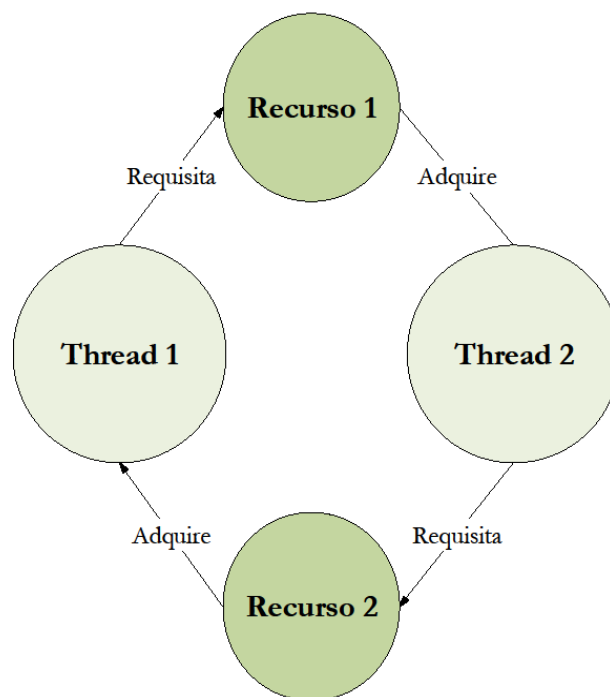 Recurso 1
Requisita
Adquire
Thread 1
Thread 2
Adquire
Requisita
Recurso 2